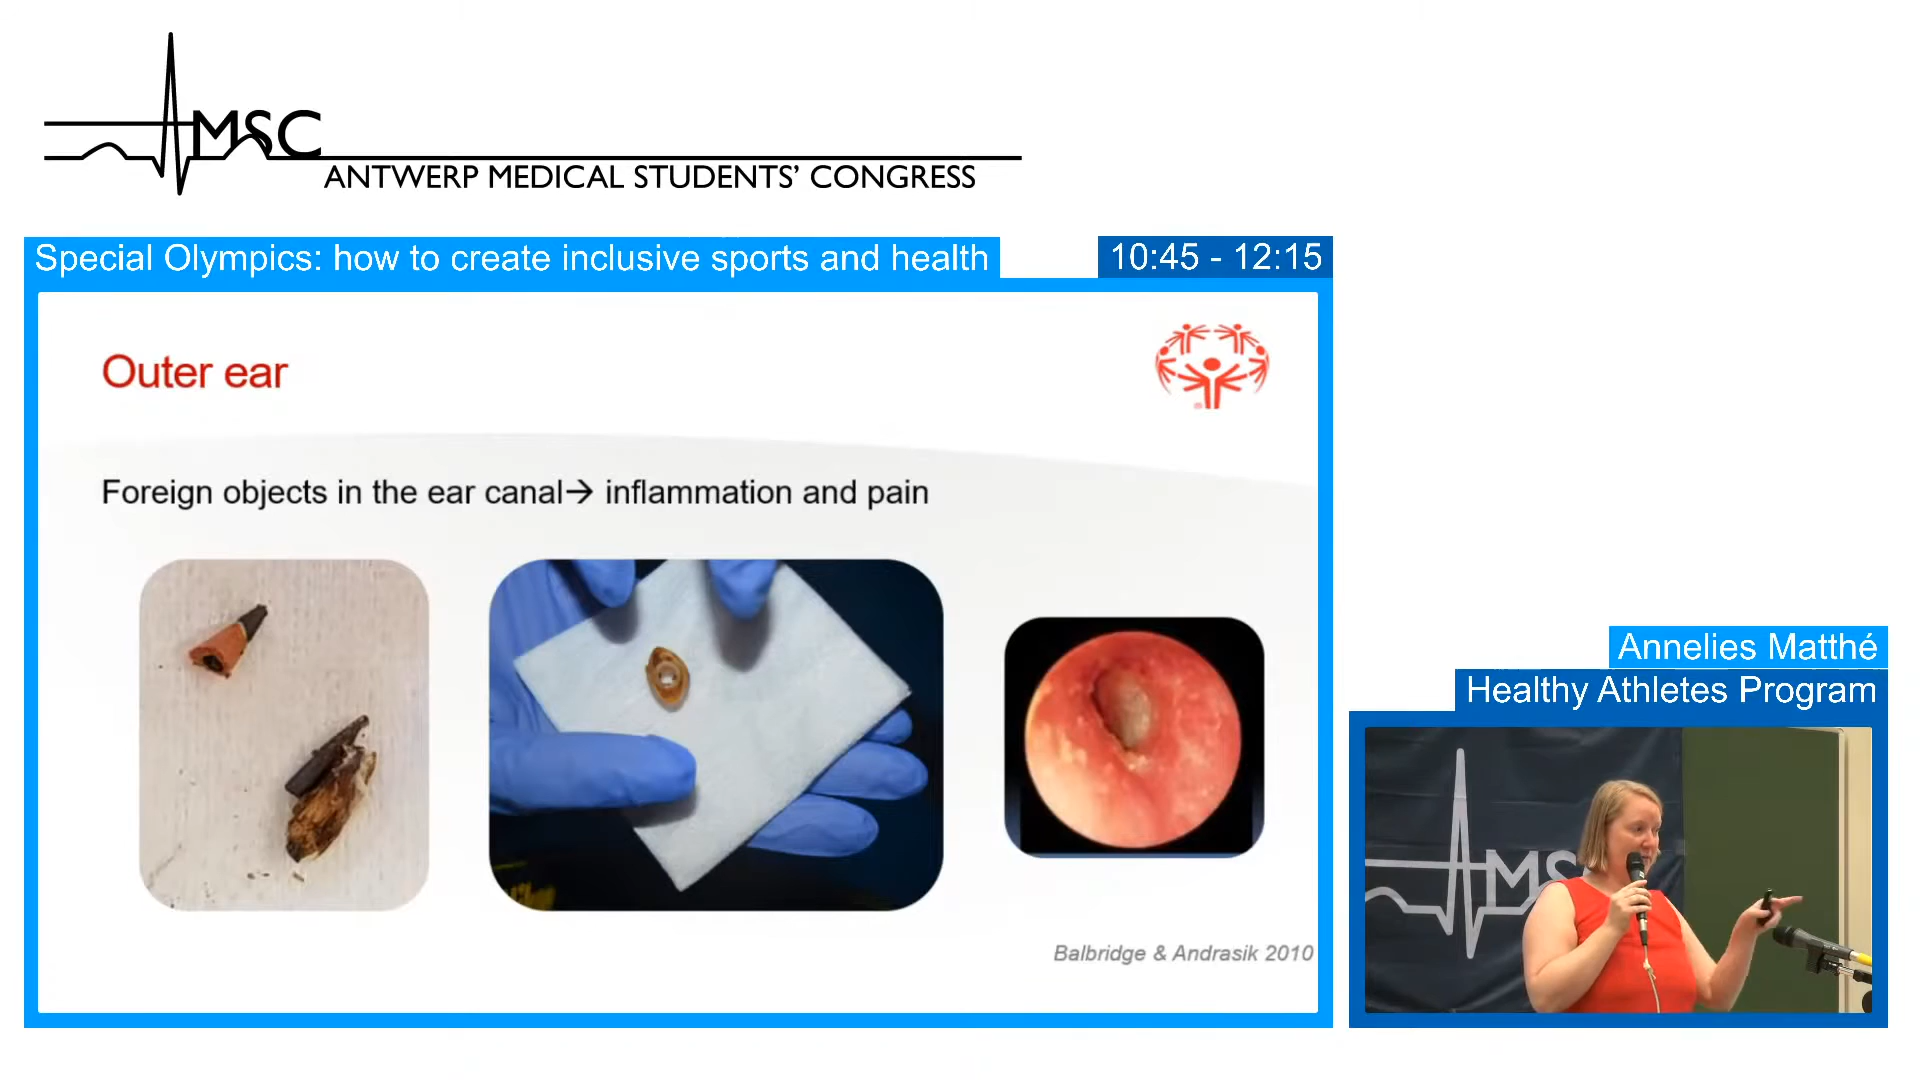 MSC
ANTWERP MEDICAL STUDENTS’ CONGRESS
Special Olympics: how to create inclusive sports and health
10:45 - 12:15
Outer ear
Foreign objects in the ear canal→ inflammation and pain
Balbridge & Andrasik 2010
Annelies Matthé
Healthy Athletes Program
MSC